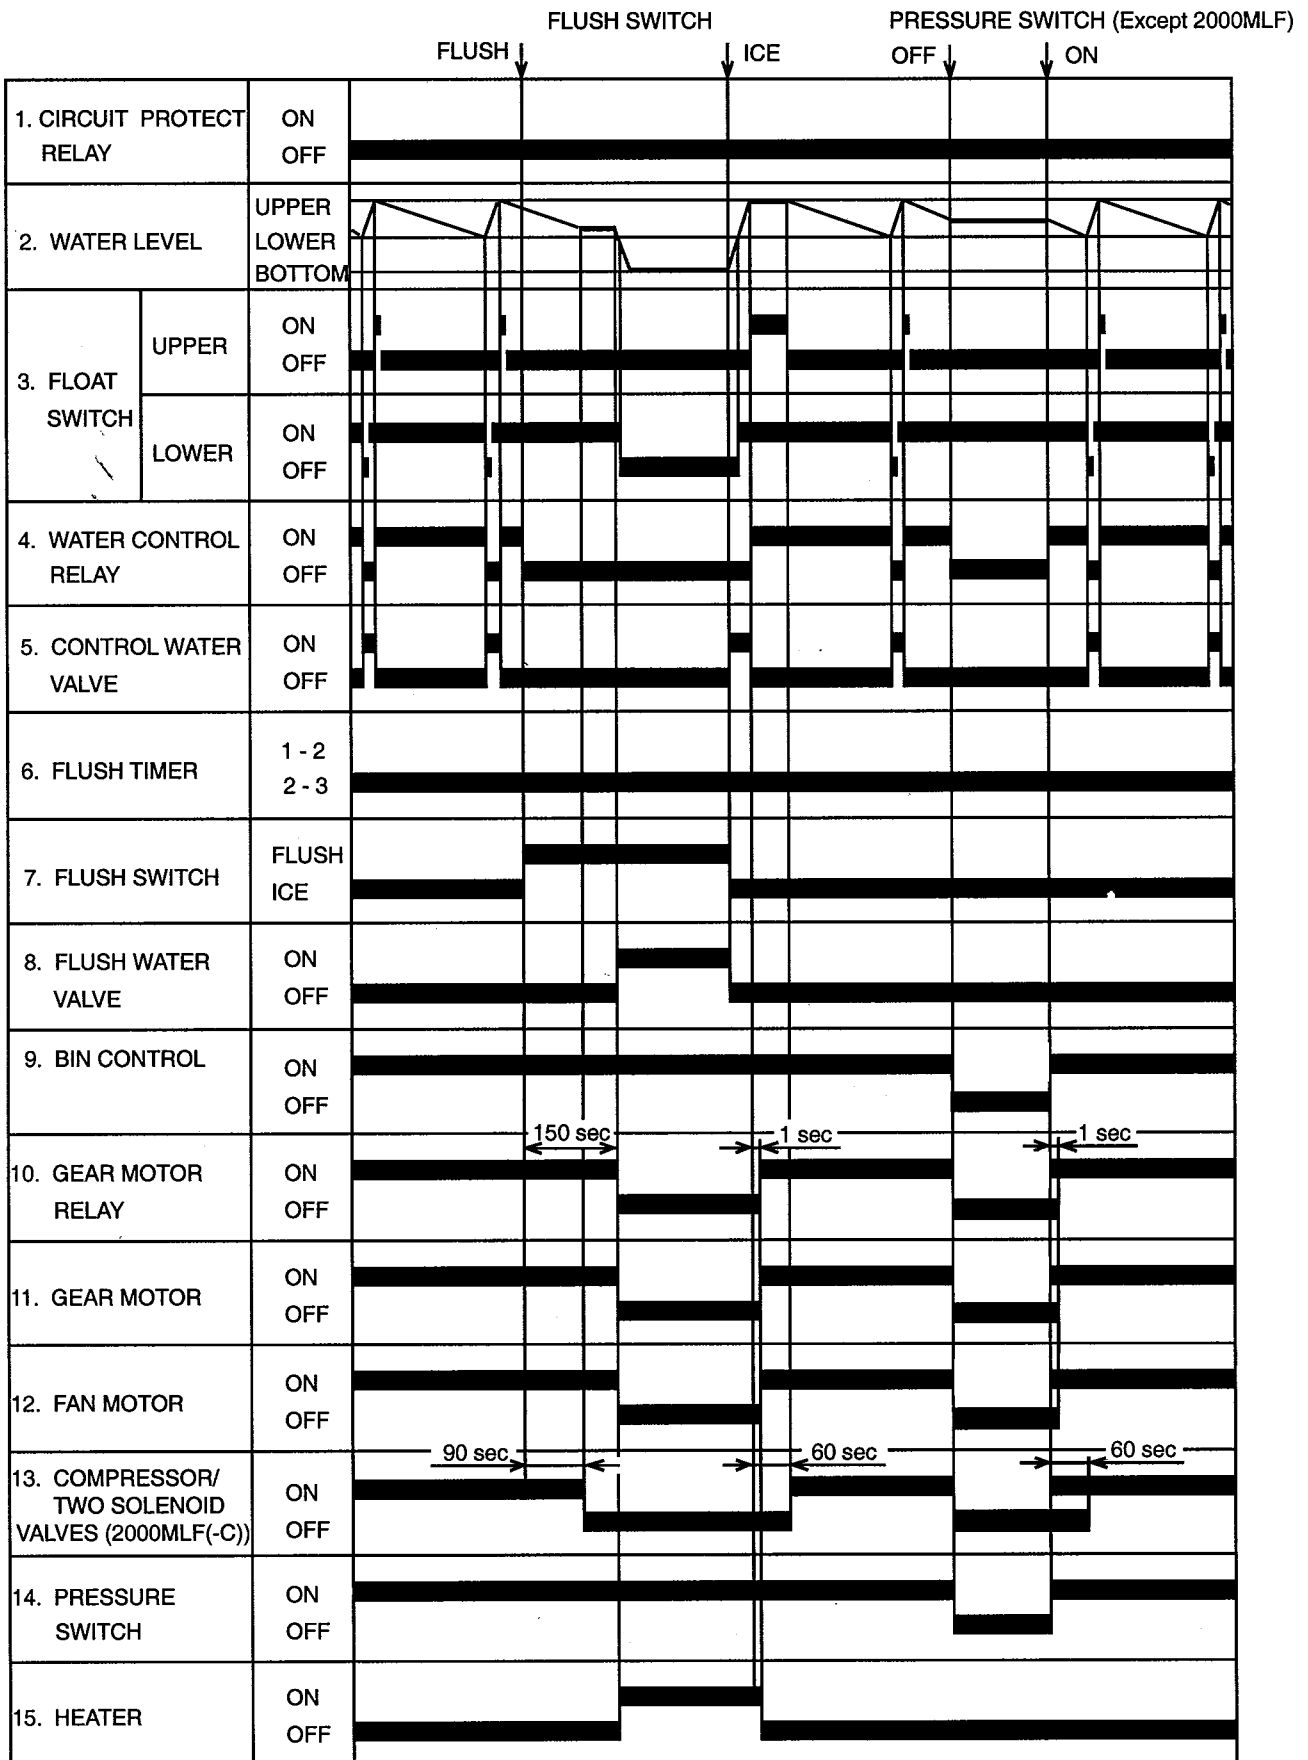 FLUSH SWITCH
PRESSURE SWITCH (Except 2000MLF)
FLUSH
ICE
OFF
ON
1. CIRCUIT PROTECT
RELAY
ON
OFF
2. WATER LEVEL
UPPER
LOWER
BOTTOM
3. FLOAT
SWITCH
UPPER
ON
OFF
LOWER
ON
OFF
4. WATER CONTROL
RELAY
ON
OFF
5. CONTROL WATER
VALVE
ON
OFF
6. FLUSH TIMER
1 - 2
2 - 3
7. FLUSH SWITCH
FLUSH
ICE
8. FLUSH WATER
VALVE
ON
OFF
9. BIN CONTROL
ON
OFF
150 sec
1 sec
1 sec
10. GEAR MOTOR
RELAY
ON
OFF
11. GEAR MOTOR
ON
OFF
12. FAN MOTOR
ON
OFF
90 sec
60 sec
60 sec
13. COMPRESSOR/
TWO SOLENOID
VALVES (2000MLF(-C))
ON
OFF
14. PRESSURE
SWITCH
ON
OFF
15. HEATER
ON
OFF